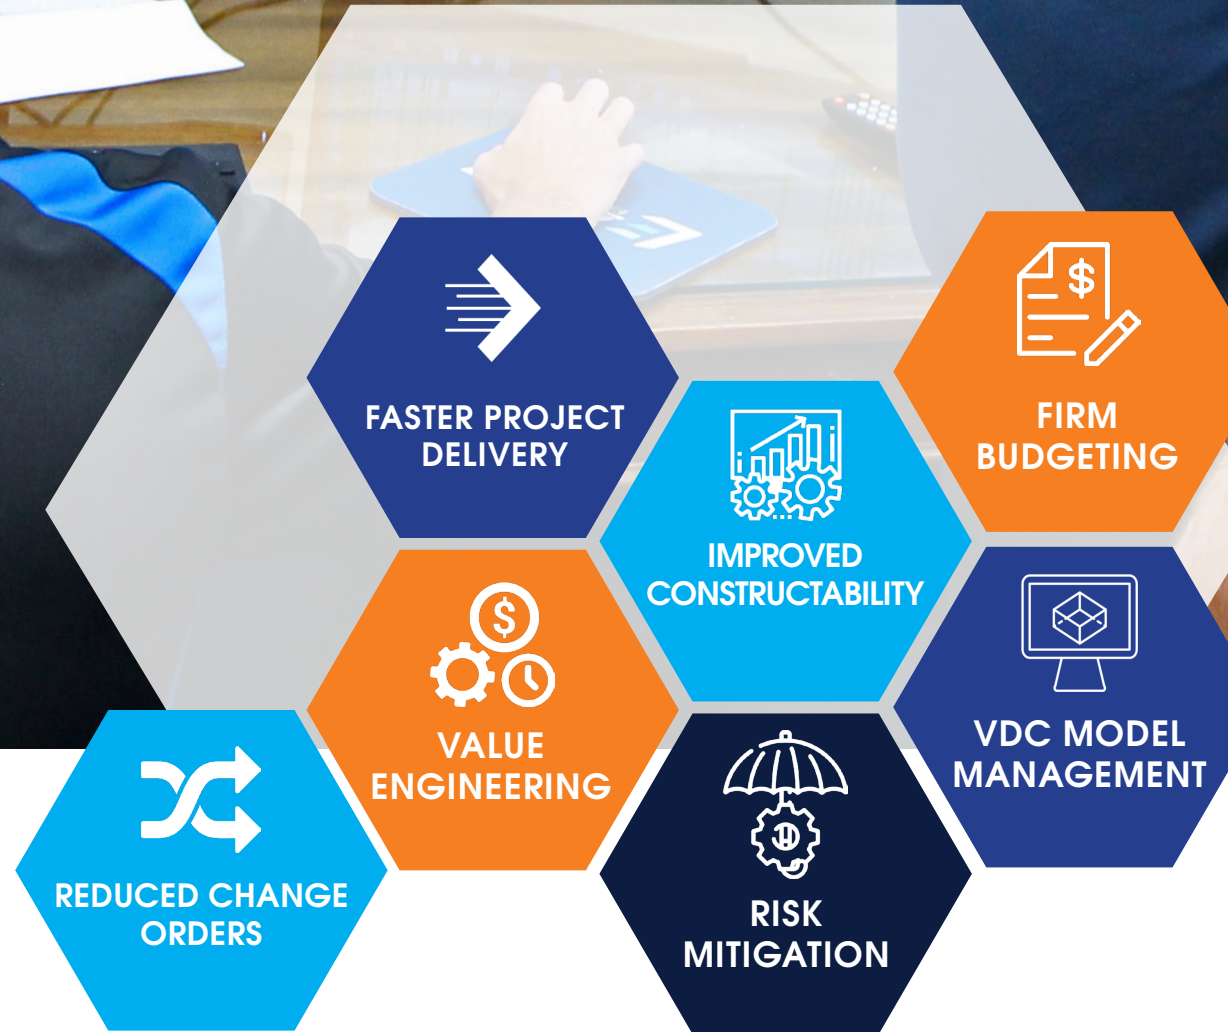 FASTER PROJECT
DELIVERY
FIRM
BUDGETING
IMPROVED
CONSTRUCTABILITY
VALUE
ENGINEERING
VDC MODEL
MANAGEMENT
REDUCED CHANGE
ORDERS
RISK
MITIGATION